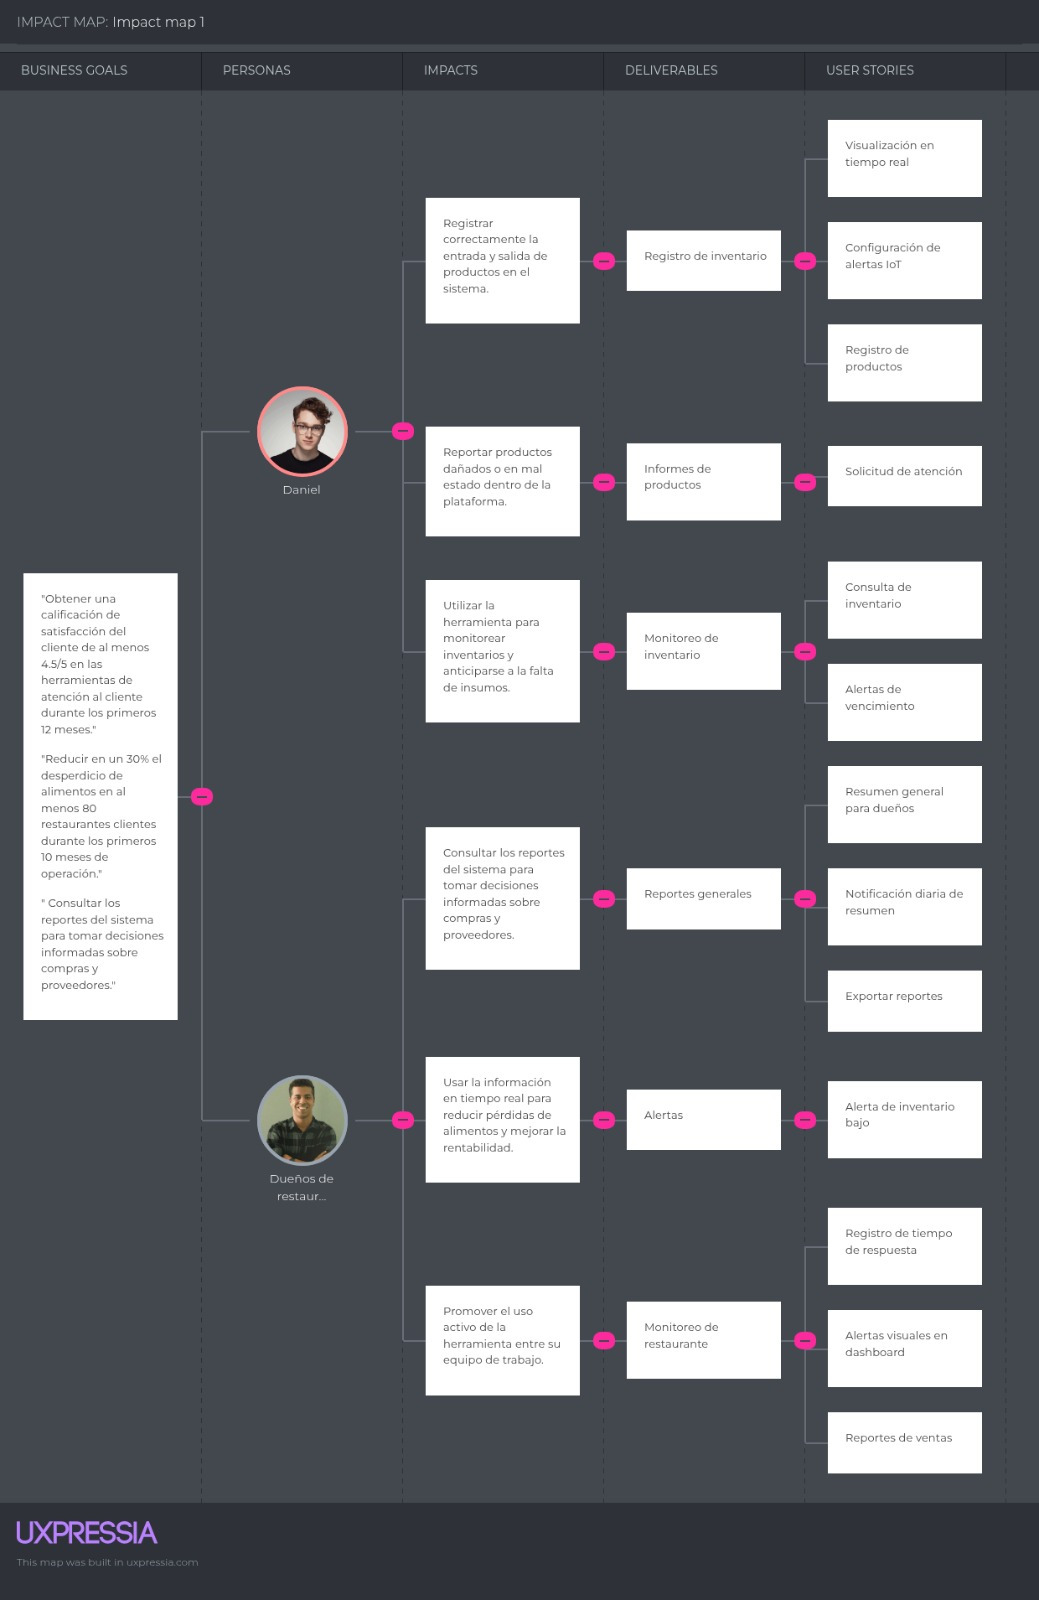 IMPACT MAP: Impact map 1
BUSINESS GOALS
PERSONAS
IMPACTS
DELIVERABLES
USER STORIES
"Obtener una
calificación de
satisfacción del
cliente de al menos
4.5/5 en las
herramientas de
atención al cliente
durante los primeros
12 meses."
"Reducir en un 30% el
desperdicio de
alimentos en al
menos 80
restaurantes clientes
durante los primeros
10 meses de
operación."
" Consultar los
reportes del sistema
para tomar decisiones
informadas sobre
compras y
proveedores."
Daniel
Registrar
correctamente la
entrada y salida de
productos en el
sistema.
Registro de inventario
Visualización en
tiempo real
Configuración de
alertas IoT
Registro de
productos
Reportar productos
dañados o en mal
estado dentro de la
plataforma.
Informes de
productos
Solicitud de atención
Utilizar la
herramienta para
monitorear
inventarios y
anticiparse a la falta
de insumos.
Monitoreo de
inventario
Consulta de
inventario
Alertas de
vencimiento
Dueños de
restaur...
Consultar los reportes
del sistema para
tomar decisiones
informadas sobre
compras y
proveedores.
Reportes generales
Resumen general
para dueños
Notificación diaria de
resumen
Exportar reportes
Usar la información
en tiempo real para
reducir pérdidas de
alimentos y mejorar la
rentabilidad.
Alertas
Alerta de inventario
bajo
Promover el uso
activo de la
herramienta entre su
equipo de trabajo.
Monitoreo de
restaurante
Registro de tiempo
de respuesta
Alertas visuales en
dashboard
Reportes de ventas
UXPRESSIA
This map was built in uxpressia.com